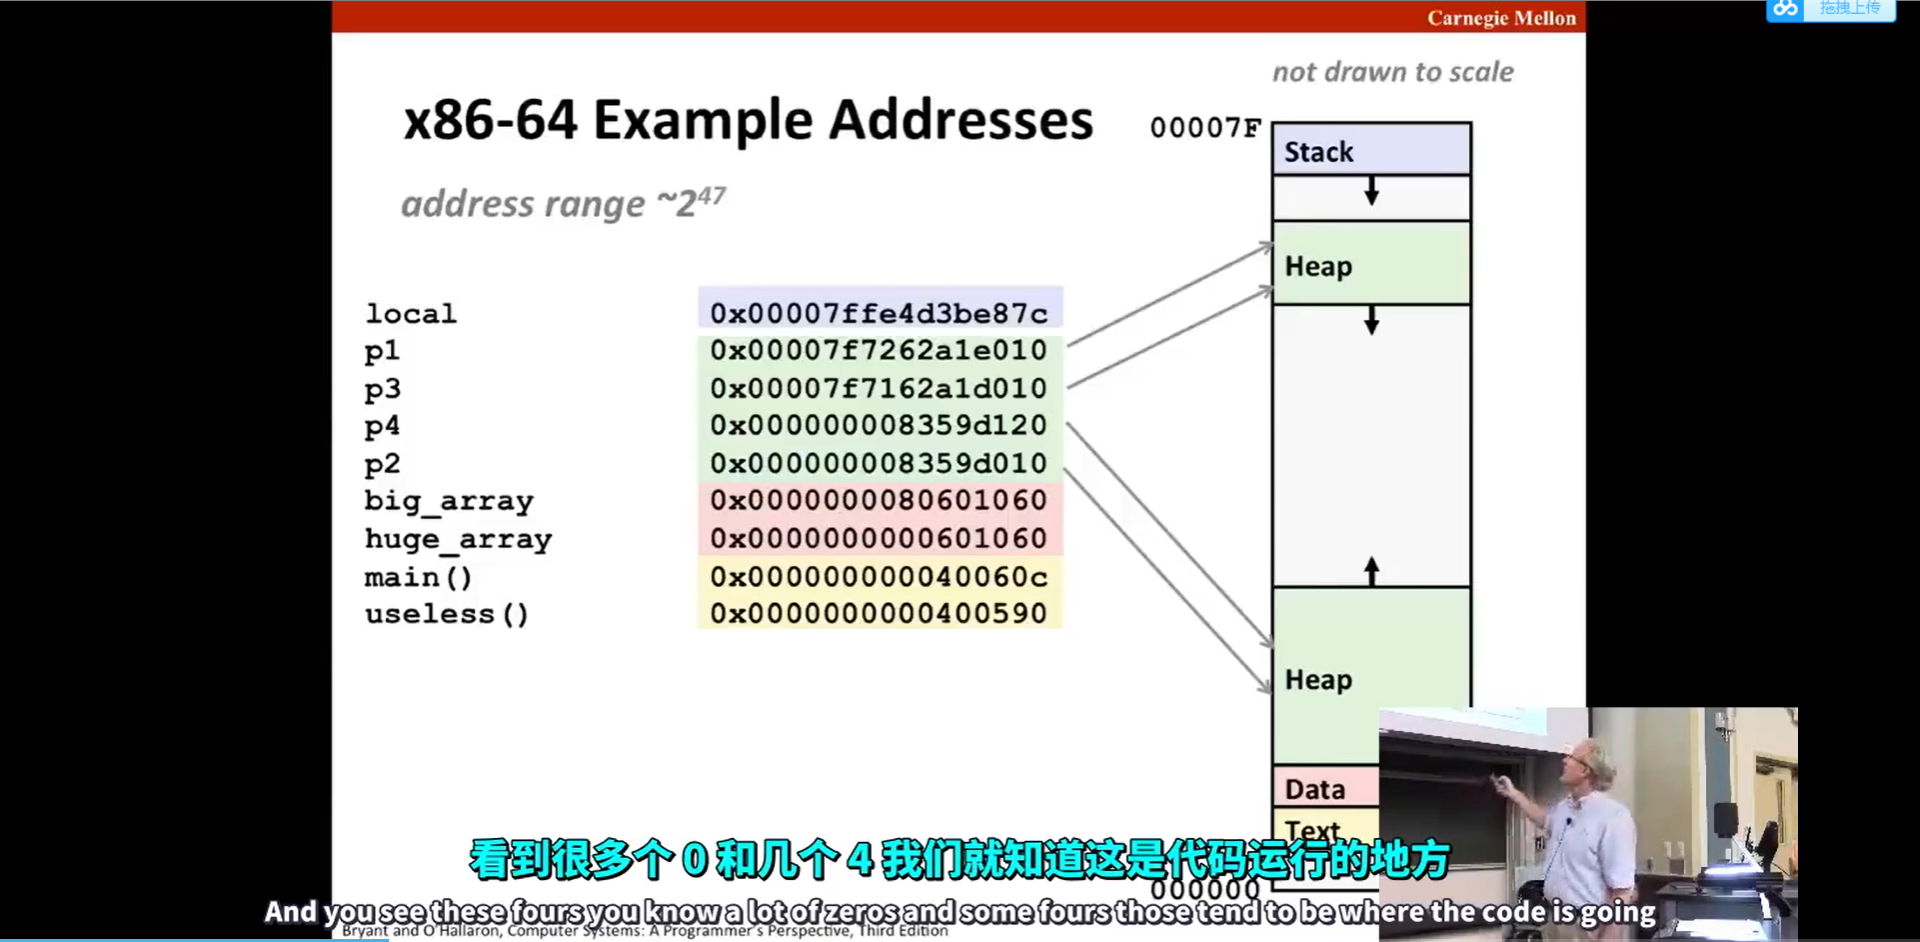 Carnegie Mellon
拖拽上传
not drawn to scale
x86-64 Example Addresses
address range ~2⁴⁷
00007F
Stack
Heap
local 0x00007ffe4d3be87c
p1 0x00007f7262a1e010
p3 0x00007f7162a1d010
p4 0x000000008359d120
p2 0x000000008359d010
big_array 0x0000000080601060
huge_array 0x0000000000601060
main() 0x000000000040060c
useless() 0x0000000000400590
Heap
Data
Text
看到很多个 0 和几个 4 我们就知道这是代码运行的地方
000000
And you see these fours you know a lot of zeros and some fours those tend to be where the code is going
Bryant and O'Hallaron, Computer Systems: A Programmer's Perspective, Third Edition